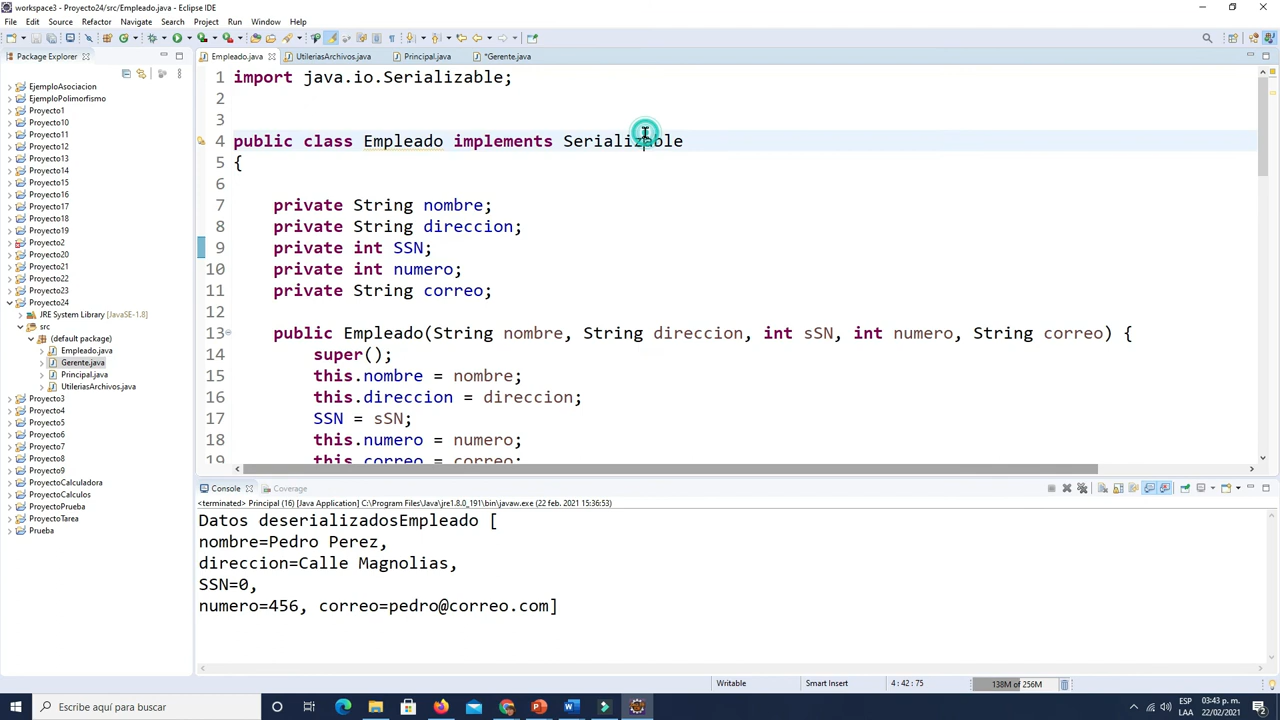 workspace3 - Proyecto24/src/Empleado.java - Eclipse IDE
File Edit Source Refactor Navigate Search Project Run Window Help
Package Explorer
Empleado.java
UtileriasArchivos.java
Principal.java
*Gerente.java
EjemploAsociacion
EjemploPolimorfismo
Proyecto1
Proyecto10
Proyecto11
Proyecto12
Proyecto13
Proyecto14
Proyecto15
Proyecto16
Proyecto17
Proyecto18
Proyecto19
Proyecto2
Proyecto20
Proyecto21
Proyecto22
Proyecto23
Proyecto24
JRE System Library [JavaSE-1.8]
src
(default package)
Empleado.java
Gerente.java
Principal.java
UtileriasArchivos.java
Proyecto3
Proyecto4
Proyecto5
Proyecto6
Proyecto7
Proyecto8
Proyecto9
ProyectoCalculadora
ProyectoCalculos
ProyectoPrueba
ProyectoTarea
Prueba
1 import java.io.Serializable;
2
3
4 public class Empleado implements Serializable
5 {
6
7 private String nombre;
8 private String direccion;
9 private int SSN;
10 private int numero;
11 private String correo;
12
13 public Empleado(String nombre, String direccion, int sSN, int numero, String correo) {
14 super();
15 this.nombre = nombre;
16 this.direccion = direccion;
17 SSN = sSN;
18 this.numero = numero;
19 this.correo = correo;
Console Coverage
<terminated> Principal (16) [Java Application] C:\Program Files\Java\jre1.8.0_191\bin\javaw.exe (22 feb. 2021 15:36:53)
Datos deserializadosEmpleado [
nombre=Pedro Perez,
direccion=Calle Magnolias,
SSN=0,
numero=456, correo=pedro@correo.com]
Writable Smart Insert 4 : 42 : 75 138M of 256M
Escribe aquí para buscar
ESP
LAA
03:43 p. m.
22/02/2021
2